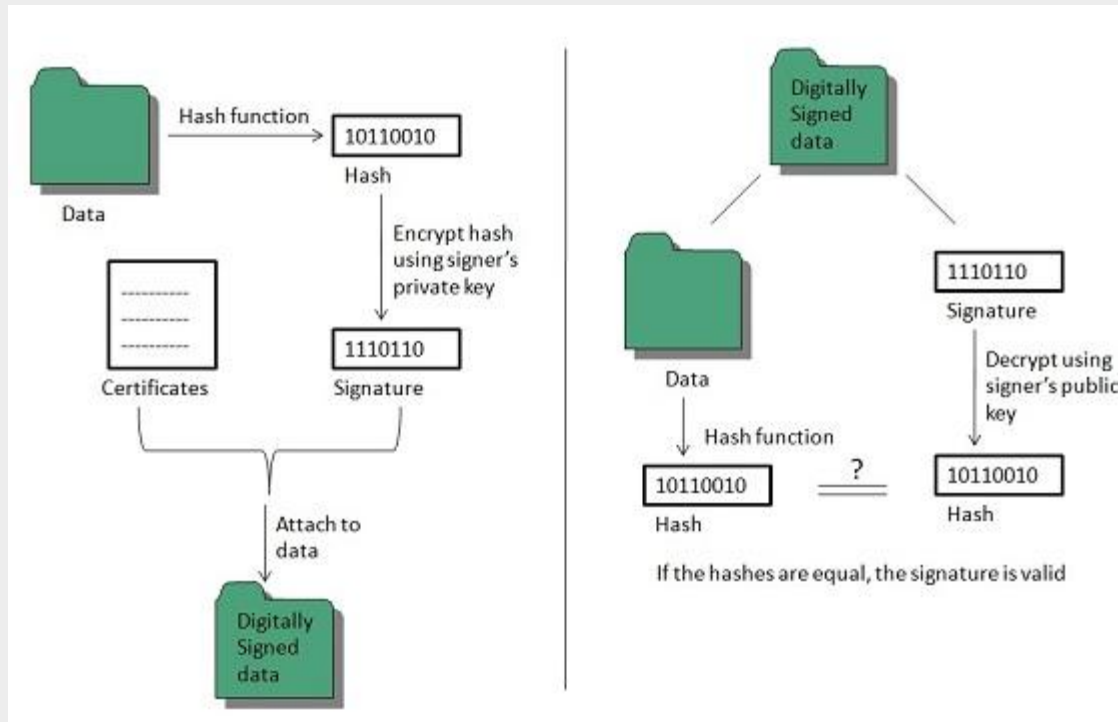 Hash function
10110010
Hash
Data
Encrypt hash
using signer's
private key
----------
----------
----------
Certificates
1110110
Signature
Attach to
data
Digitally
Signed
data
Digitally
Signed
data
Data
1110110
Signature
Decrypt using
signer's public
key
Hash function
10110010
Hash
?
10110010
Hash
If the hashes are equal, the signature is valid